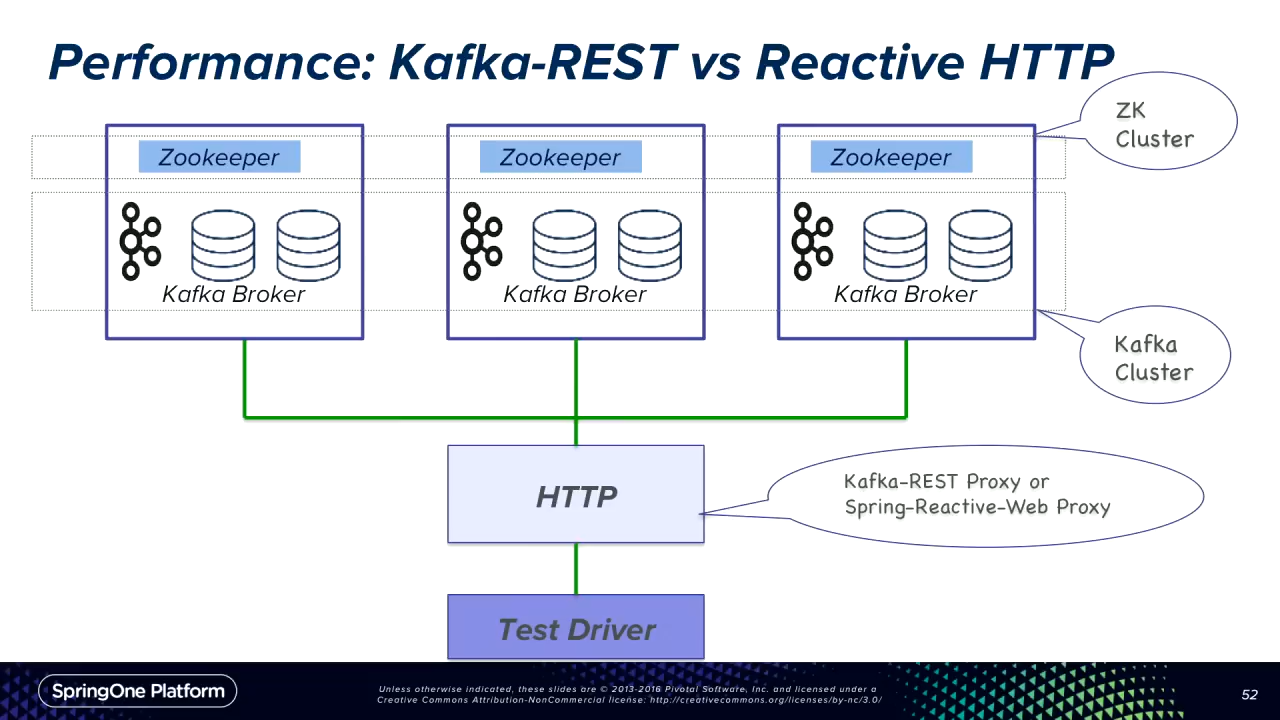 Performance: Kafka-REST vs Reactive HTTP
ZK
Cluster
Zookeeper
Zookeeper
Zookeeper
Kafka Broker
Kafka Broker
Kafka Broker
Kafka
Cluster
HTTP
Kafka-REST Proxy or
Spring-Reactive-Web Proxy
Test Driver
SpringOne Platform
Unless otherwise indicated, these slides are © 2013-2016 Pivotal Software, Inc. and licensed under a
Creative Commons Attribution-NonCommercial license: http://creativecommons.org/licenses/by-nc/3.0/
52